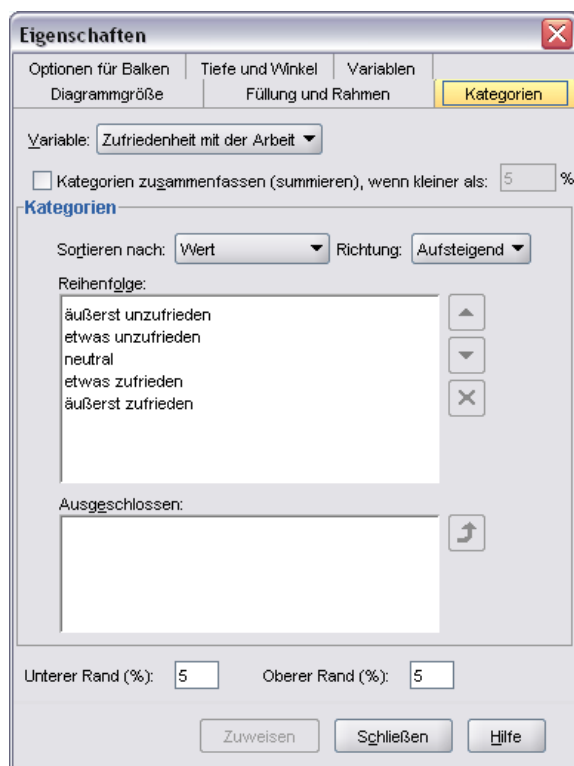 Eigenschaften
Optionen für Balken Tiefe und Winkel Variablen
Diagrammgröße Füllung und Rahmen Kategorien
Variable: Zufriedenheit mit der Arbeit
Kategorien zusammenfassen (summieren), wenn kleiner als: 5 %
Kategorien
Sortieren nach: Wert Richtung: Aufsteigend
Reihenfolge:
äußerst unzufrieden
etwas unzufrieden
neutral
etwas zufrieden
äußerst zufrieden
Ausgeschlossen:
Unterer Rand (%): 5 Oberer Rand (%): 5
Zuweisen Schließen Hilfe